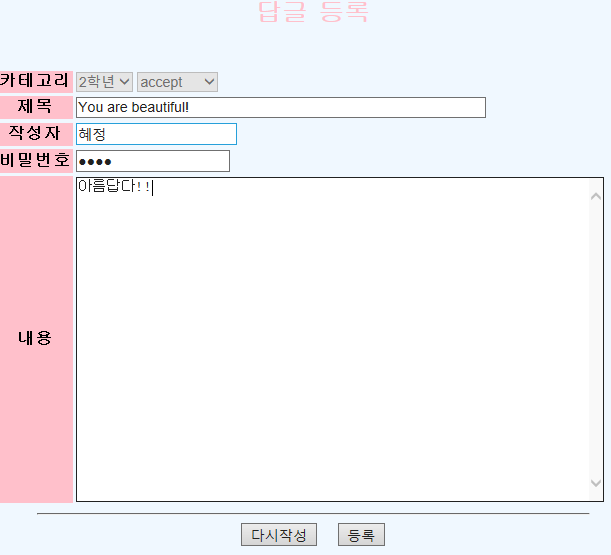 답글 등록
카테고리 2학년 accept
제목 You are beautiful!
작성자 혜정
비밀번호 ●●●●
아름답다!!
내용
다시작성 등록